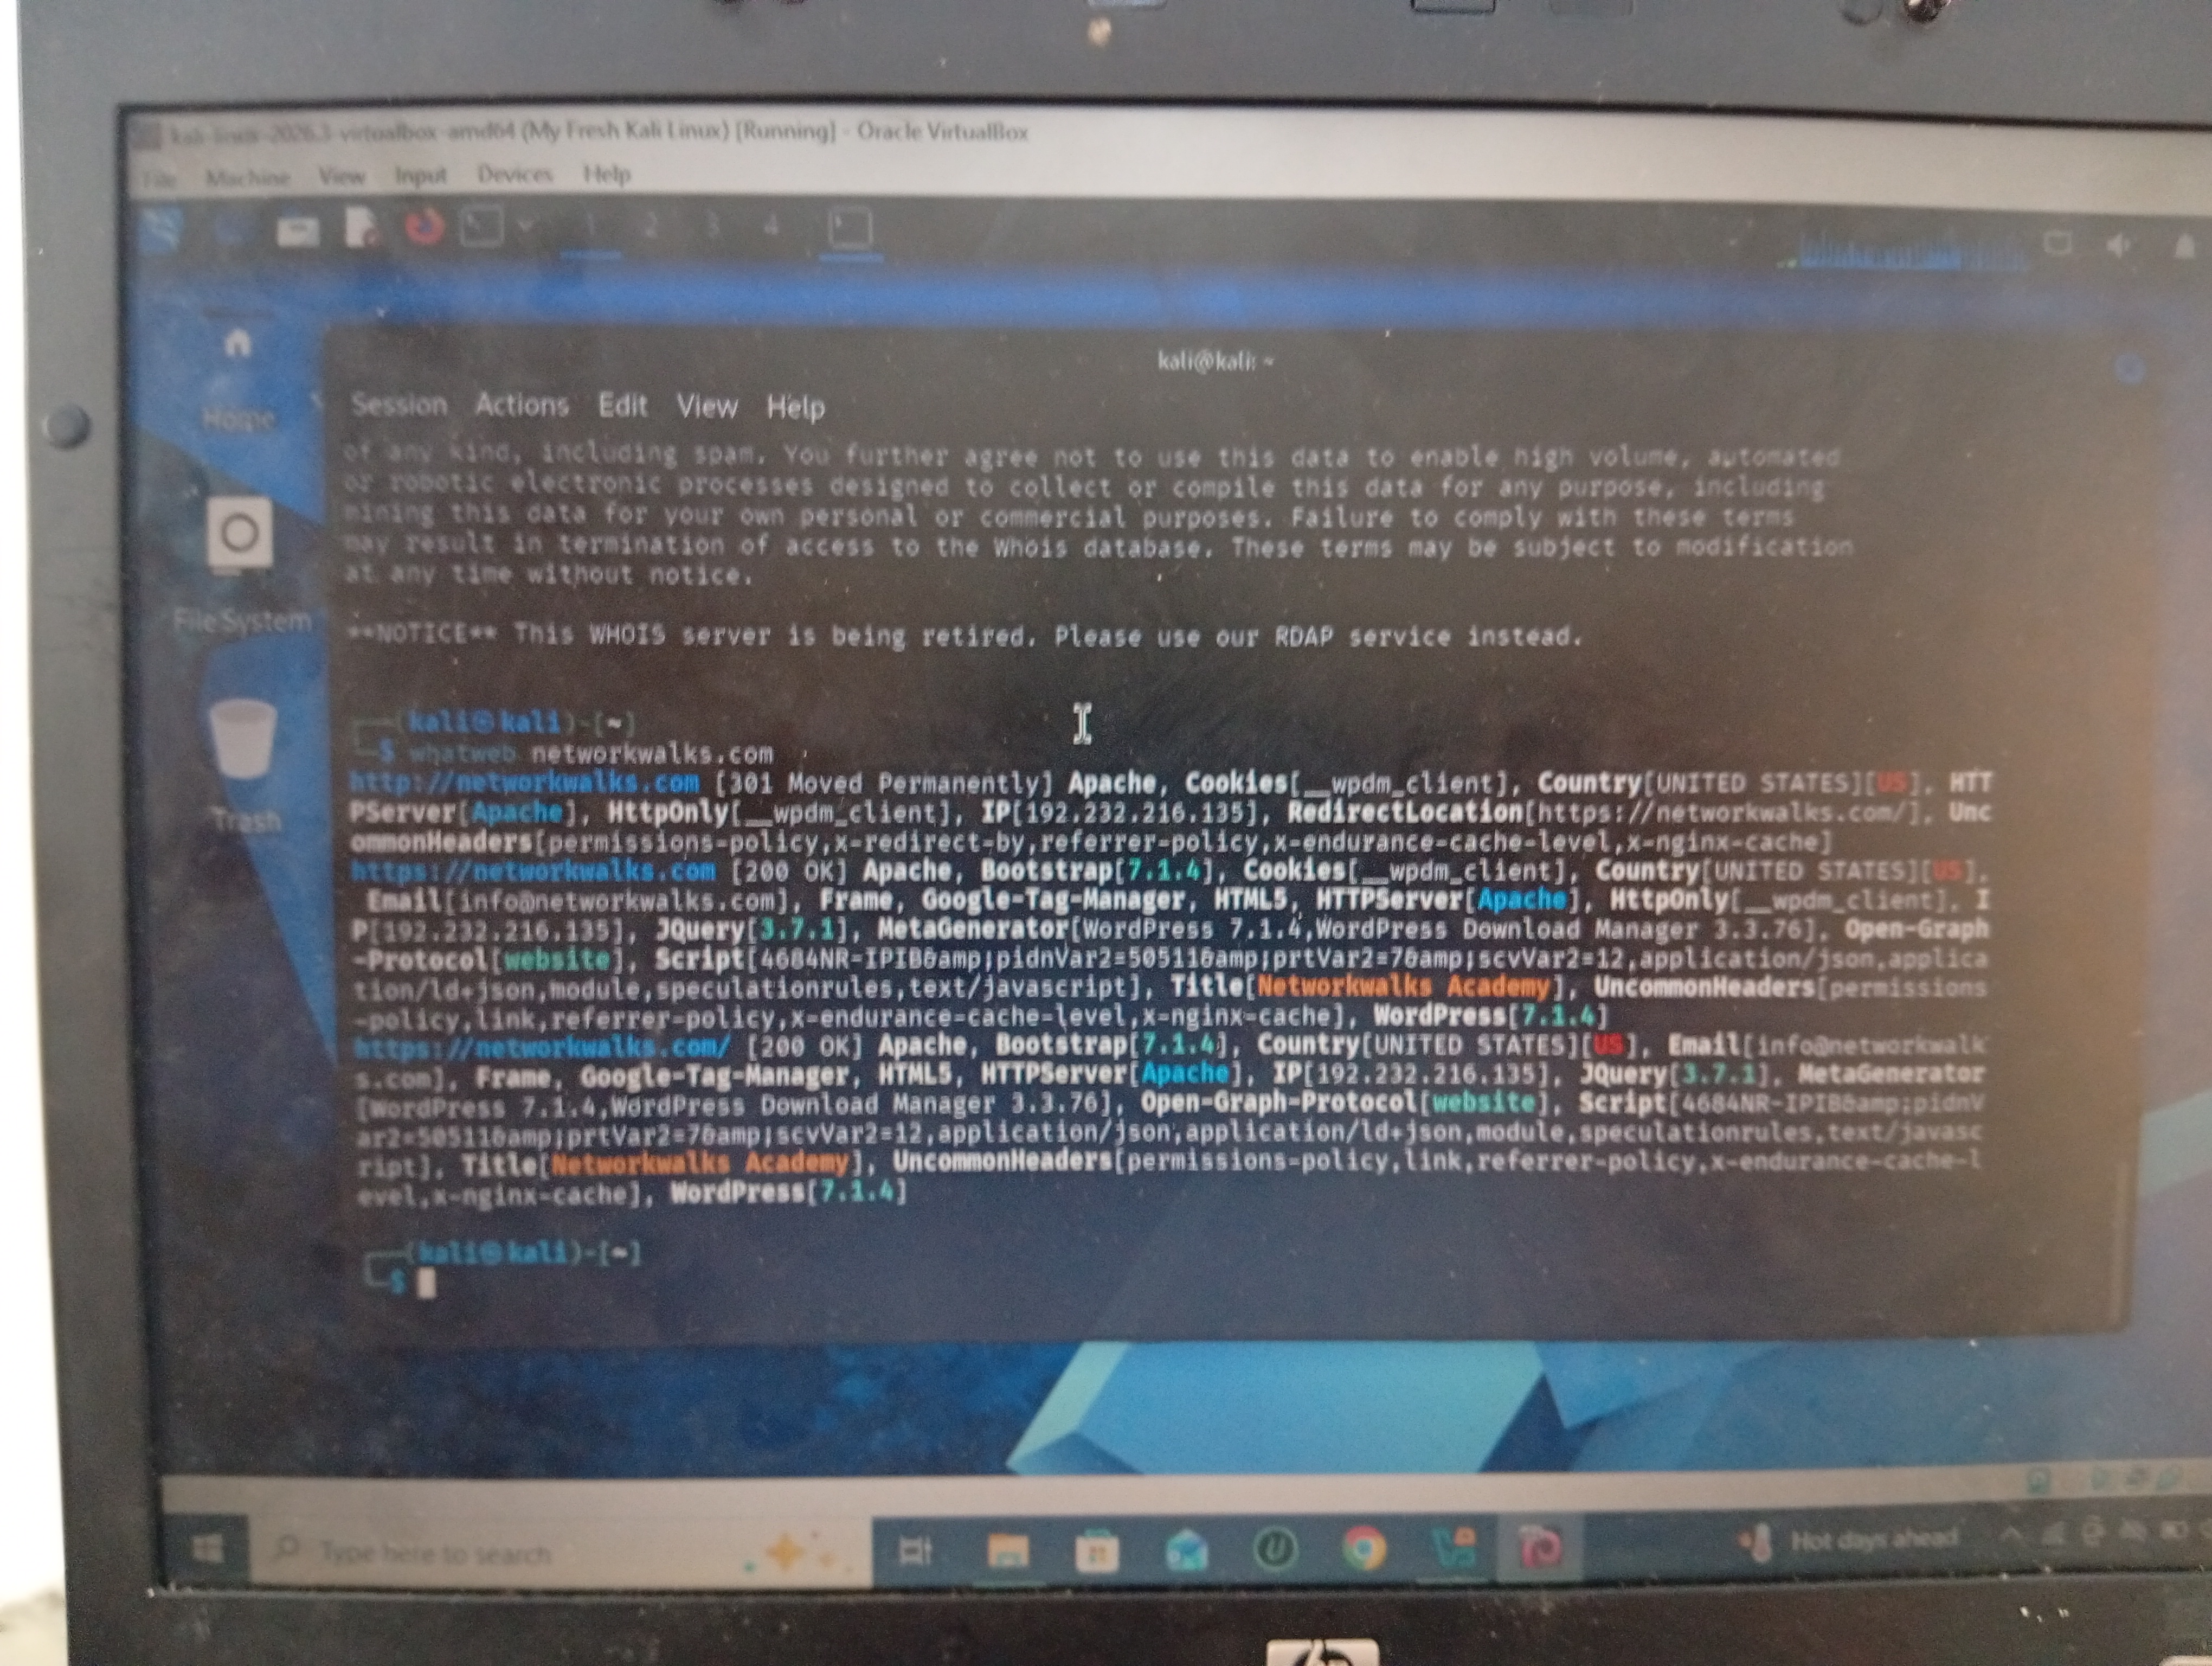 kali-linux-2026.1-virtualbox-amd64 (My Fresh Kali Linux) [Running] - Oracle VirtualBox
File Machine View Input Devices Help
1 2 3 4
kali@kali: ~
Session Actions Edit View Help
Home
File System
Trash
of any kind, including spam. You further agree not to use this data to enable high volume, automated
or robotic electronic processes designed to collect or compile this data for any purpose, including
mining this data for your own personal or commercial purposes. Failure to comply with these terms
may result in termination of access to the Whois database. These terms may be subject to modification
at any time without notice.
**NOTICE** This WHOIS server is being retired. Please use our RDAP service instead.
(kali㉿kali)-[~]
$ whatweb networkwalks.com
http://networkwalks.com [301 Moved Permanently] Apache, Cookies[__wpdm_client], Country[UNITED STATES][US], HTT
PServer[Apache], HttpOnly[__wpdm_client], IP[192.232.216.135], RedirectLocation[https://networkwalks.com/], Unc
ommonHeaders[permissions-policy,x-redirect-by,referrer-policy,x-endurance-cache-level,x-nginx-cache]
https://networkwalks.com [200 OK] Apache, Bootstrap[7.1.4], Cookies[__wpdm_client], Country[UNITED STATES][US],
Email[info@networkwalks.com], Frame, Google-Tag-Manager, HTML5, HTTPServer[Apache], HttpOnly[__wpdm_client], I
P[192.232.216.135], JQuery[3.7.1], MetaGenerator[WordPress 7.1.4,WordPress Download Manager 3.3.76], Open-Graph
-Protocol[website], Script[4684NR-IPIB&amp;pidnVar2=50511&amp;prtVar2=7&amp;scvVar2=12,application/json,applica
tion/ld+json,module,speculationrules,text/javascript], Title[Networkwalks Academy], UncommonHeaders[permissions
-policy,link,referrer-policy,x-endurance-cache-level,x-nginx-cache], WordPress[7.1.4]
https://networkwalks.com/ [200 OK] Apache, Bootstrap[7.1.4], Country[UNITED STATES][US], Email[info@networkwalk
s.com], Frame, Google-Tag-Manager, HTML5, HTTPServer[Apache], IP[192.232.216.135], JQuery[3.7.1], MetaGenerator
[WordPress 7.1.4,WordPress Download Manager 3.3.76], Open-Graph-Protocol[website], Script[4684NR-IPIB&amp;pidnV
ar2=50511&amp;prtVar2=7&amp;scvVar2=12,application/json,application/ld+json,module,speculationrules,text/javasc
ript], Title[Networkwalks Academy], UncommonHeaders[permissions-policy,link,referrer-policy,x-endurance-cache-l
evel,x-nginx-cache], WordPress[7.1.4]
(kali㉿kali)-[~]
$
Type here to search
Hot days ahead
hp